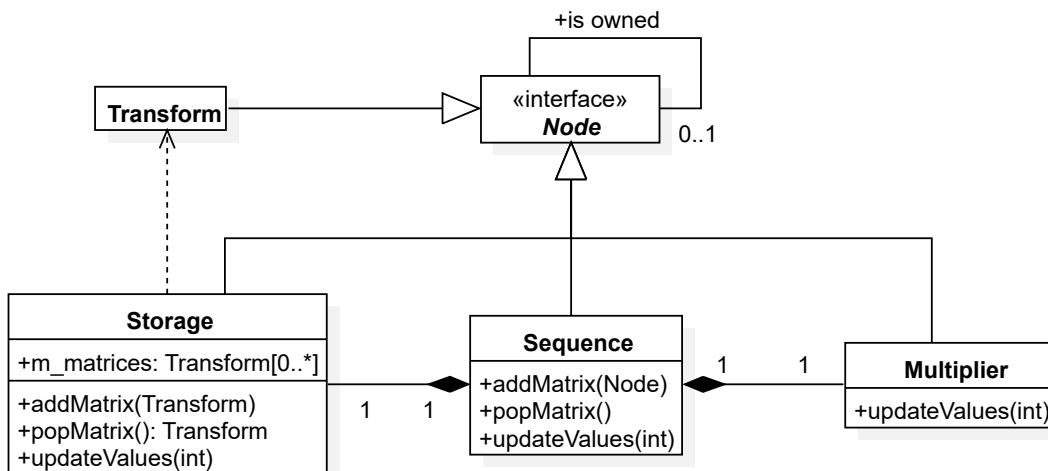 +is owned
Transform
«interface»
Node
0..1
Storage
+m_matrices: Transform[0..*]
+addMatrix(Transform)
+popMatrix(): Transform
+updateValues(int)
1
1
Sequence
+addMatrix(Node)
+popMatrix()
+updateValues(int)
1
1
Multiplier
+updateValues(int)